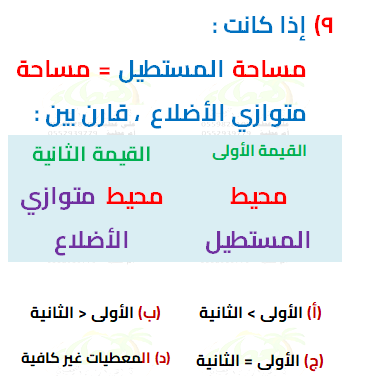 ٩) إذا كانت :
مساحة المستطيل = مساحة
متوازي الأضلاع ، قارن بين :
القيمة الأولى
القيمة الثانية
محيط
المستطيل
محيط متوازي
الأضلاع
(أ) الأولى > الثانية
(ب) الأولى < الثانية
(ج) الأولى = الثانية
(د) المعطيات غير كافية